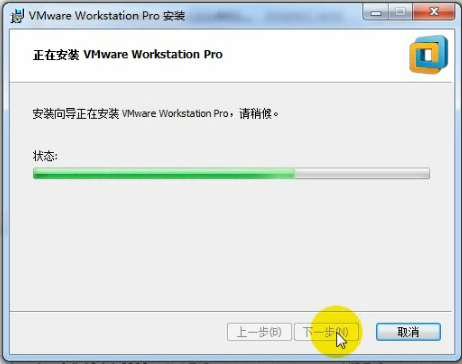 VMware Workstation Pro 安装
正在安装 VMware Workstation Pro
安装向导正在安装 VMware Workstation Pro，请稍候。
状态:
上一步(B) 下一步(N) 取消